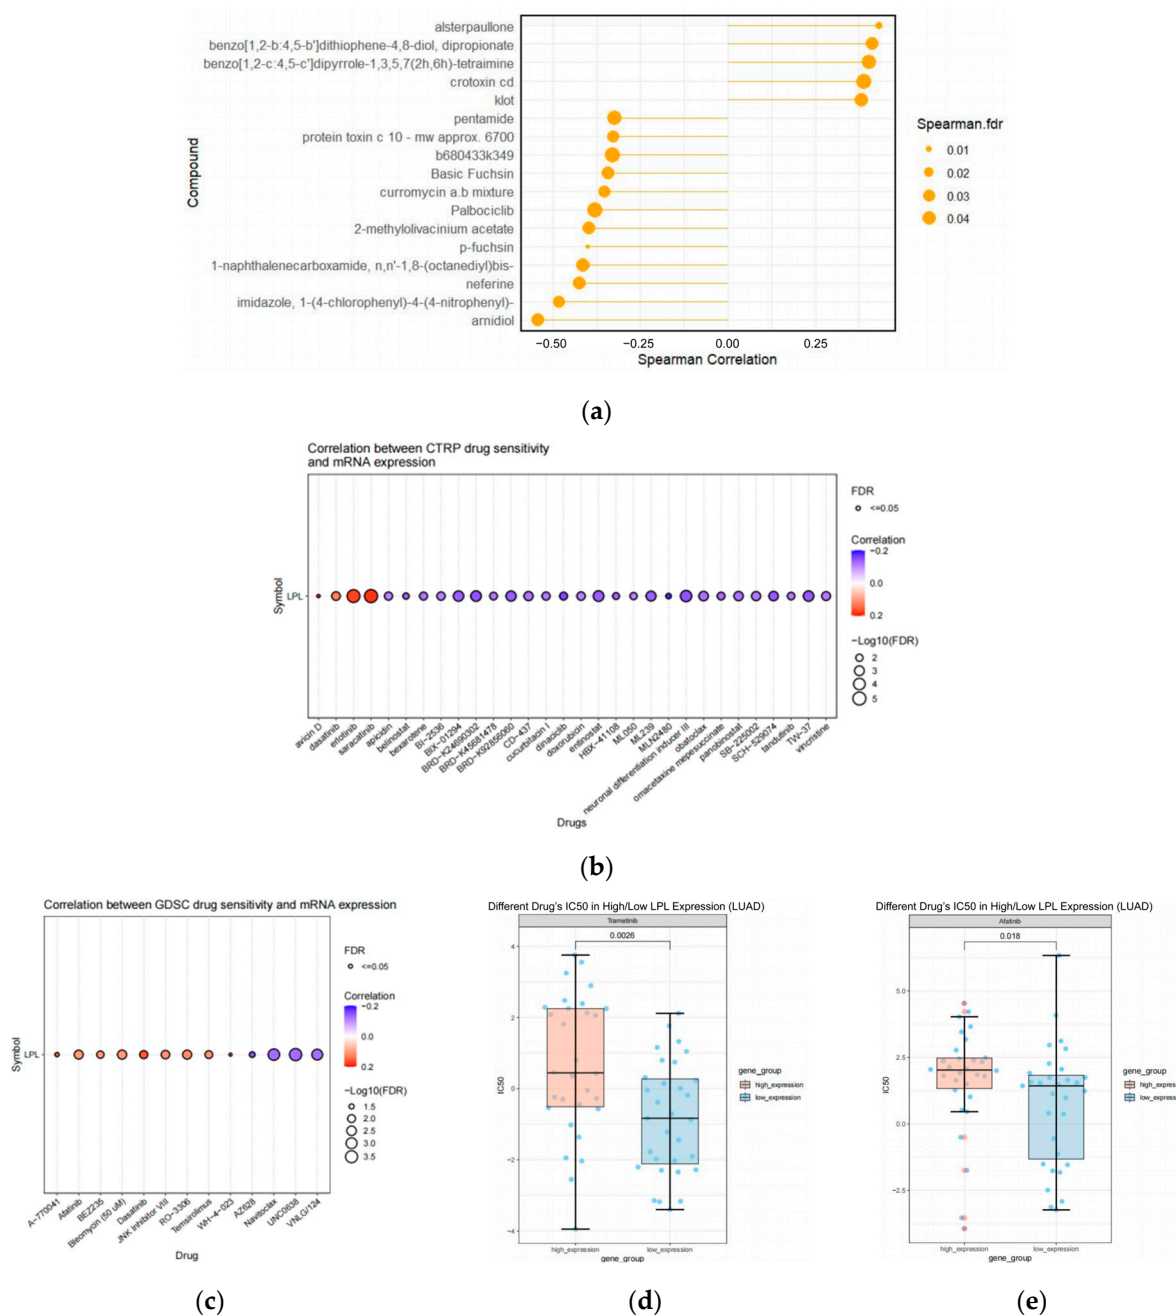 alsterpaullone
benzo[1,2-b:4,5-b']dithiophene-4,8-diol, dipropionate
benzo[1,2-c:4,5-c']dipyrrole-1,3,5,7(2h,6h)-tetraimine
crotoxin cd
klot
pentamide
protein toxin c 10 - mw approx. 6700
b680433k349
Basic Fuchsin
curromycin a.b mixture
Palbociclib
2-methylolivacinium acetate
p-fuchsin
1-naphthalenecarboxamide, n,n'-1,8-(octanediyl)bis-
neferine
imidazole, 1-(4-chlorophenyl)-4-(4-nitrophenyl)-
arnidiol
Compound
−0.50 −0.25 0.00 0.25
Spearman Correlation
Spearman.fdr
0.01
0.02
0.03
0.04
(a)
Correlation between CTRP drug sensitivity
and mRNA expression
Symbol
LPL
avicin D
dasatinib
erlotinib
saracatinib
apicidin
belinostat
bexarotene
BI-2536
BIX-01294
BRD-K24690302
BRD-K45681478
BRD-K92856060
CD-437
cucurbitacin I
dinaciclib
doxorubicin
entinostat
HBX-41108
ML050
ML239
MLN2480
neuronal differentiation inducer III
obatoclax
omacetaxine mepesuccinate
panobinostat
SB-225002
SCH-529074
tandutinib
TW-37
vincristine
Drugs
FDR
<=0.05
Correlation
−0.2
0.0
0.2
−Log10(FDR)
2
3
4
5
(b)
Correlation between GDSC drug sensitivity and mRNA expression
Symbol
LPL
A-770041
Afatinib
BEZ235
Bleomycin (50 uM)
Dasatinib
JNK Inhibitor VIII
RO-3306
Temsirolimus
WH-4-023
AZ628
Navitoclax
UNC0638
VNLG/124
Drug
FDR
<=0.05
Correlation
−0.2
0.0
0.2
−Log10(FDR)
1.5
2.0
2.5
3.0
3.5
(c)
Different Drug's IC50 in High/Low LPL Expression (LUAD)
Trametinib
0.0026
4
2
0
−2
−4
IC50
high_expression low_expression
gene_group
gene_group
high_expression
low_expression
(d)
Different Drug's IC50 in High/Low LPL Expression (LUAD)
Afatinib
0.018
5.0
2.5
0.0
−2.5
IC50
high_expression low_expression
gene_group
gene_group
high_express
low_express
(e)